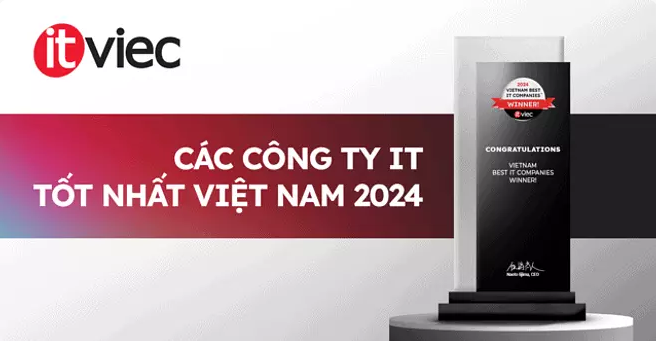 itviec
CÁC CÔNG TY IT
TỐT NHẤT VIỆT NAM 2024
2024
VIETNAM BEST
IT COMPANIES
WINNER!
itviec
CONGRATULATIONS
VIETNAM
BEST IT COMPANIES
WINNER!